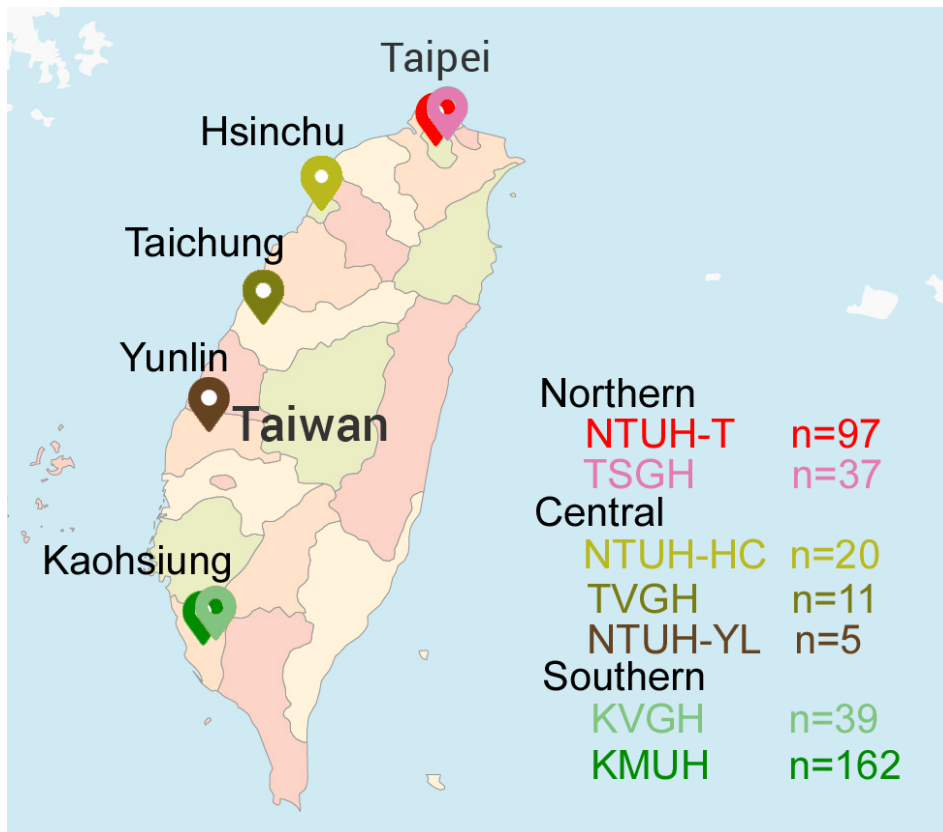 Taipei
Hsinchu
Taichung
Yunlin
Taiwan
Kaohsiung
Northern
NTUH-T n=97
TSGH n=37
Central
NTUH-HC n=20
TVGH n=11
NTUH-YL n=5
Southern
KVGH n=39
KMUH n=162